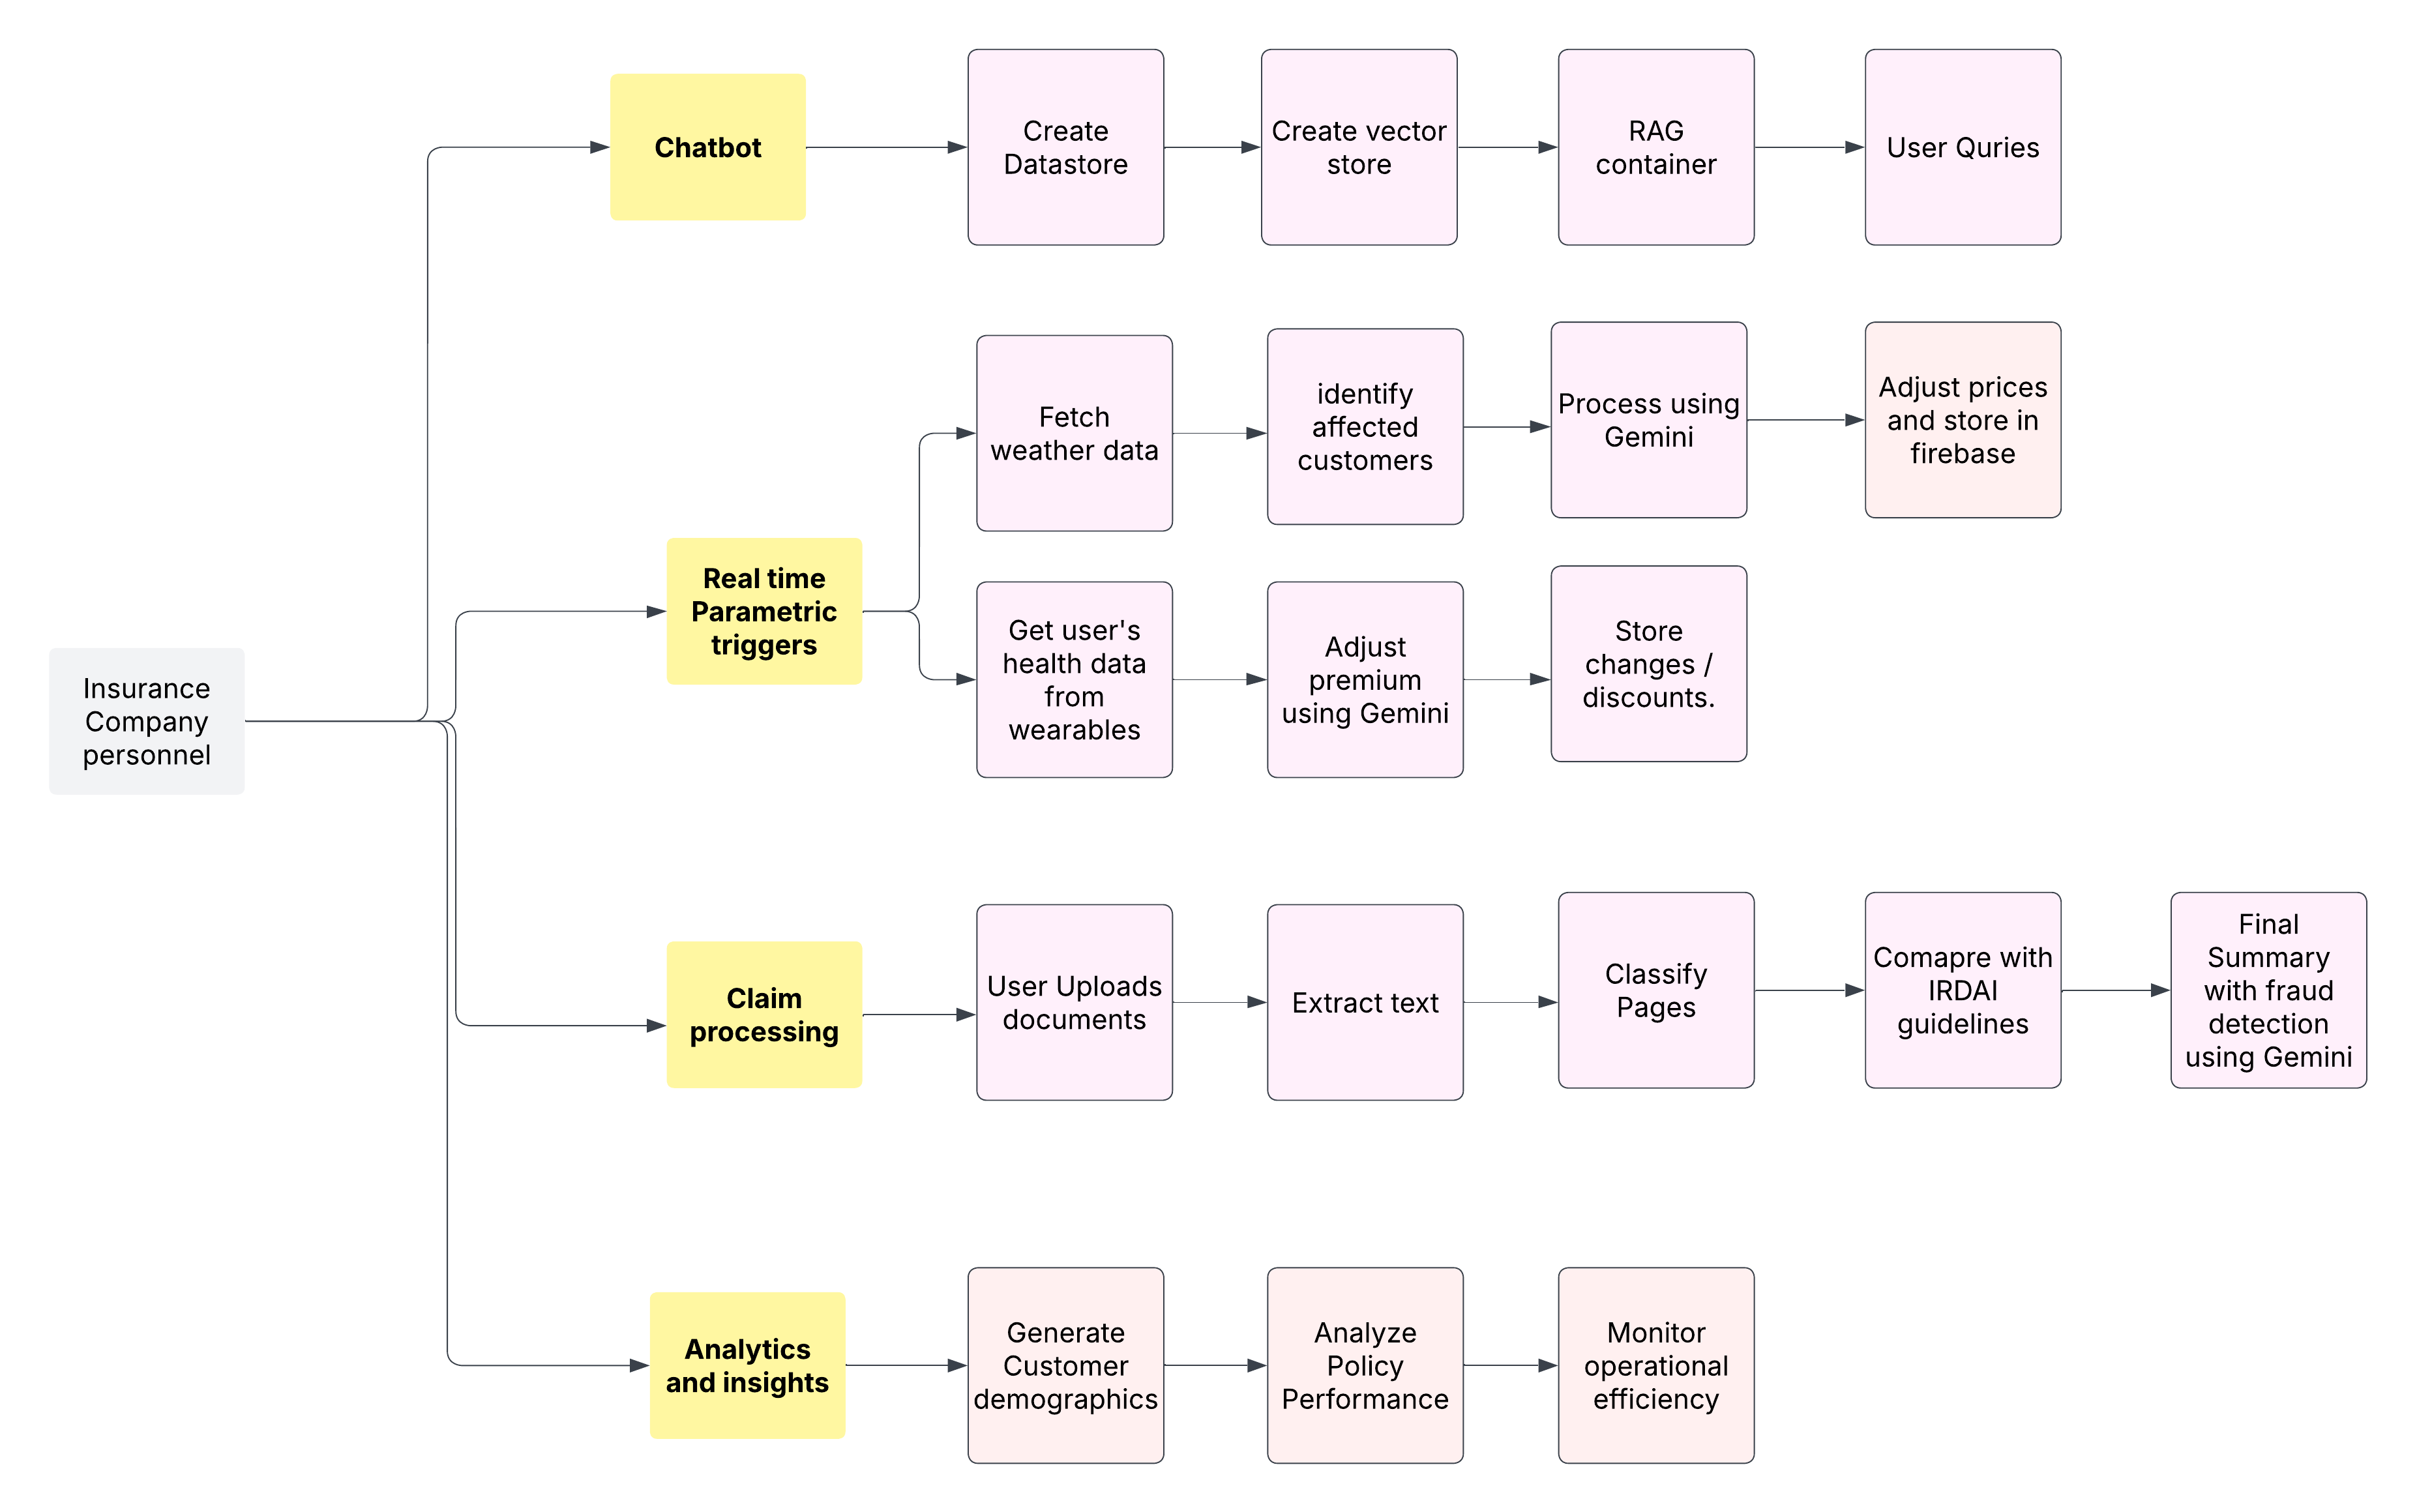 Chatbot
Create
Datastore
Create vector
store
RAG
container
User Quries
Fetch
weather data
identify
affected
customers
Process using
Gemini
Adjust prices
and store in
firebase
Real time
Parametric
triggers
Get user's
health data
from
wearables
Adjust
premium
using Gemini
Store
changes /
discounts.
Insurance
Company
personnel
Claim
processing
User Uploads
documents
Extract text
Classify
Pages
Comapre with
IRDAI
guidelines
Final
Summary
with fraud
detection
using Gemini
Analytics
and insights
Generate
Customer
demographics
Analyze
Policy
Performance
Monitor
operational
efficiency